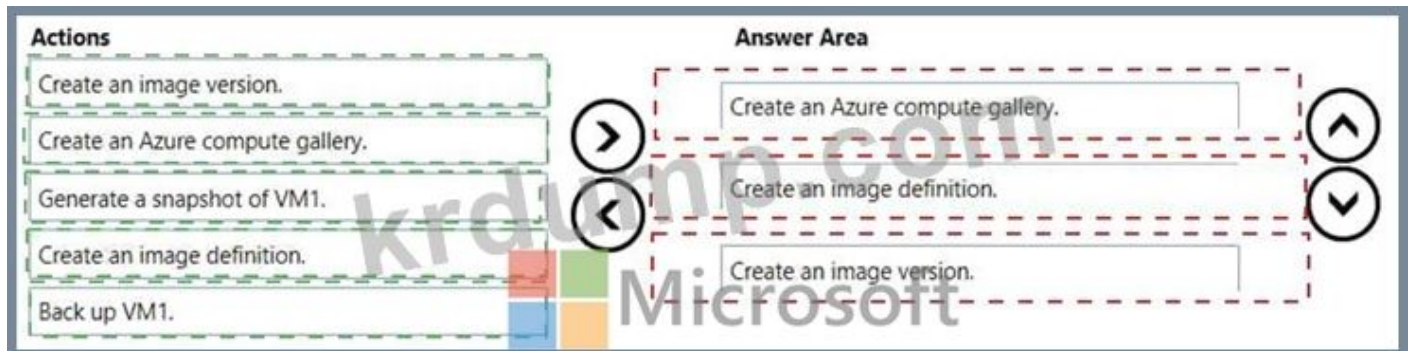 Actions
Create an image version.
Create an Azure compute gallery.
Generate a snapshot of VM1.
Create an image definition.
Back up VM1.
Answer Area
Create an Azure compute gallery.
Create an image definition.
Create an image version.
krdump.com
Microsoft